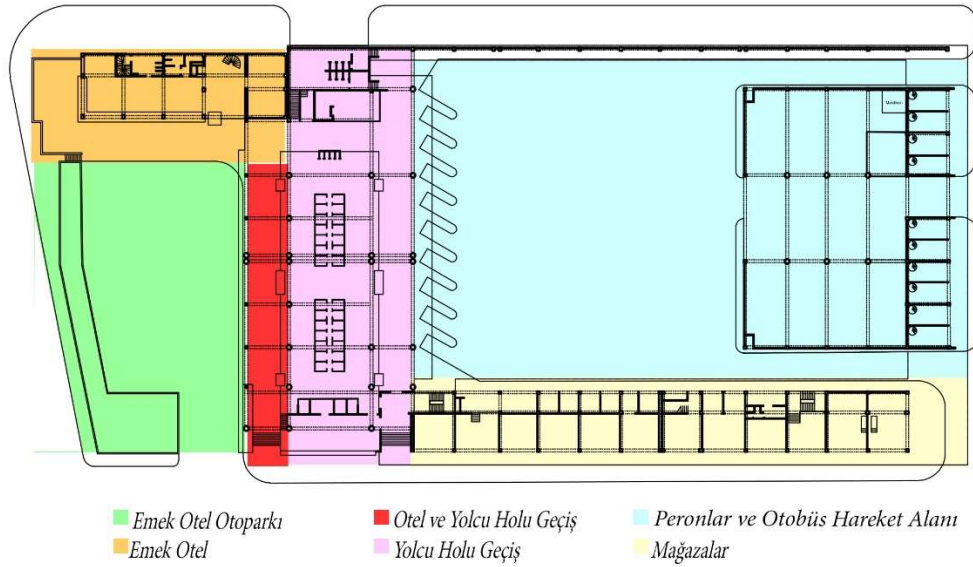 Emek Otel Otoparkı
Otel ve Yolcu Holu Geçiş
Peronlar ve Otobüs Hareket Alanı
Emek Otel
Yolcu Holu Geçiş
Mağazalar